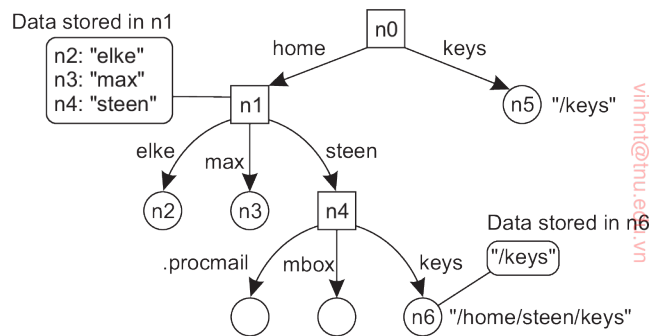 Data stored in n1
n2: "elke"
n3: "max"
n4: "steen"
n0
home
keys
n1
n5
"/keys"
elke
max
steen
n2
n3
n4
Data stored in n6
"/keys"
.procmail
mbox
keys
n6
"/home/steen/keys"
vinhnt@tnu.edu.vn